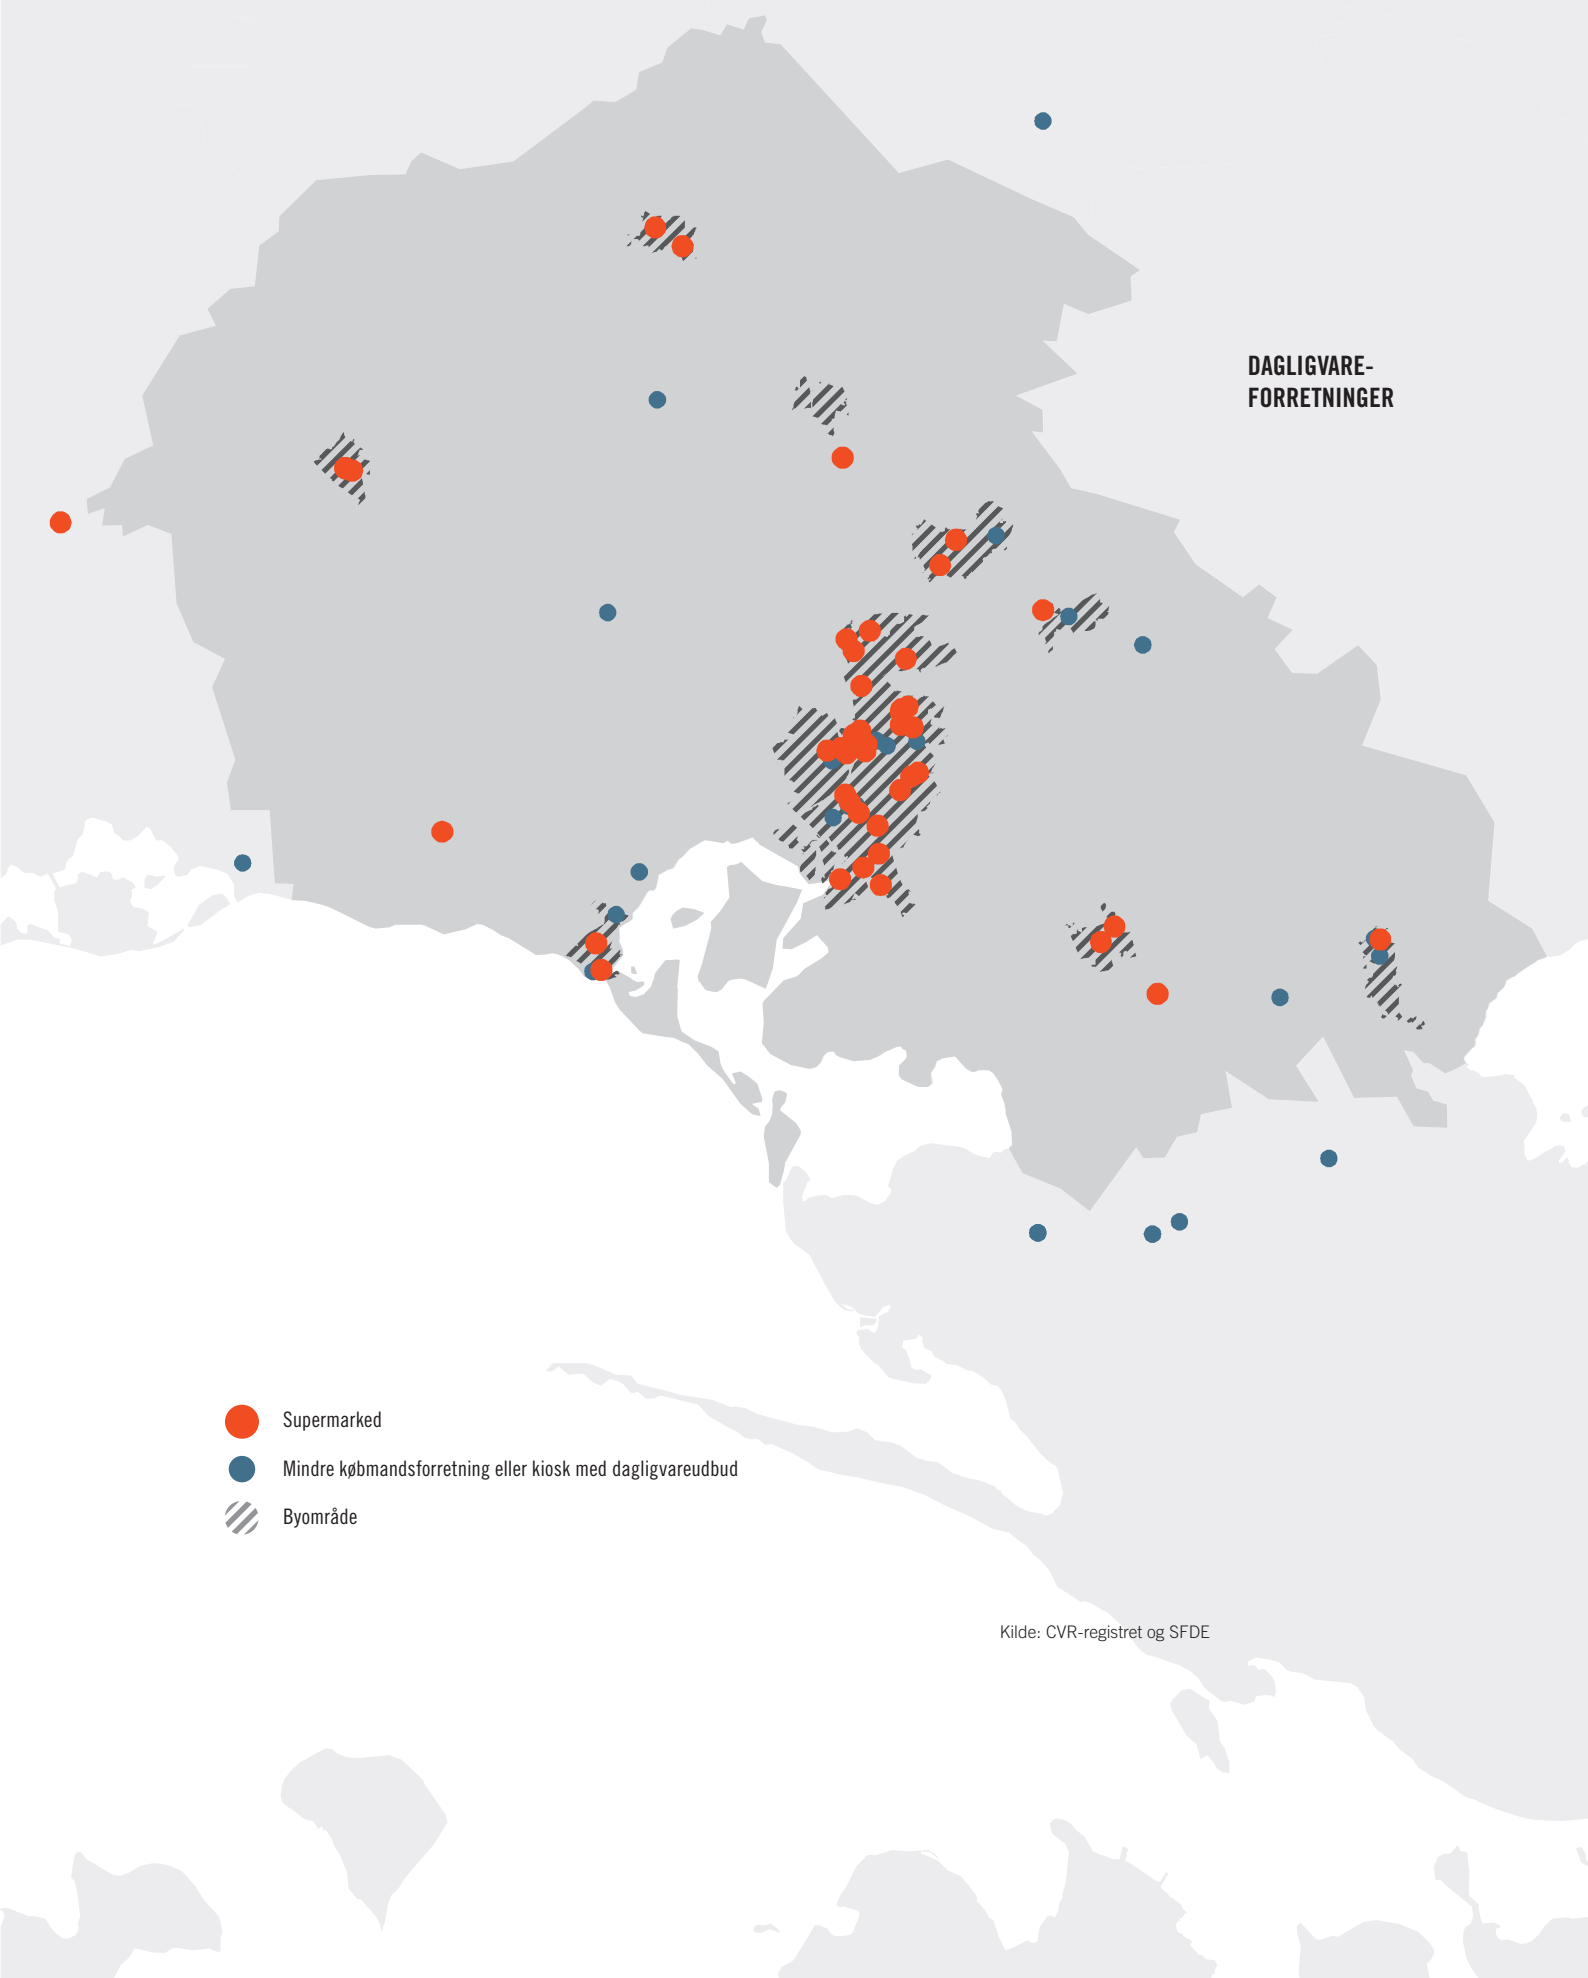 DAGLIGVARE-
FORRETNINGER
Supermarked
Mindre købmandsforretning eller kiosk med dagligvareudbud
Byområde
Kilde: CVR-registret og SFDE